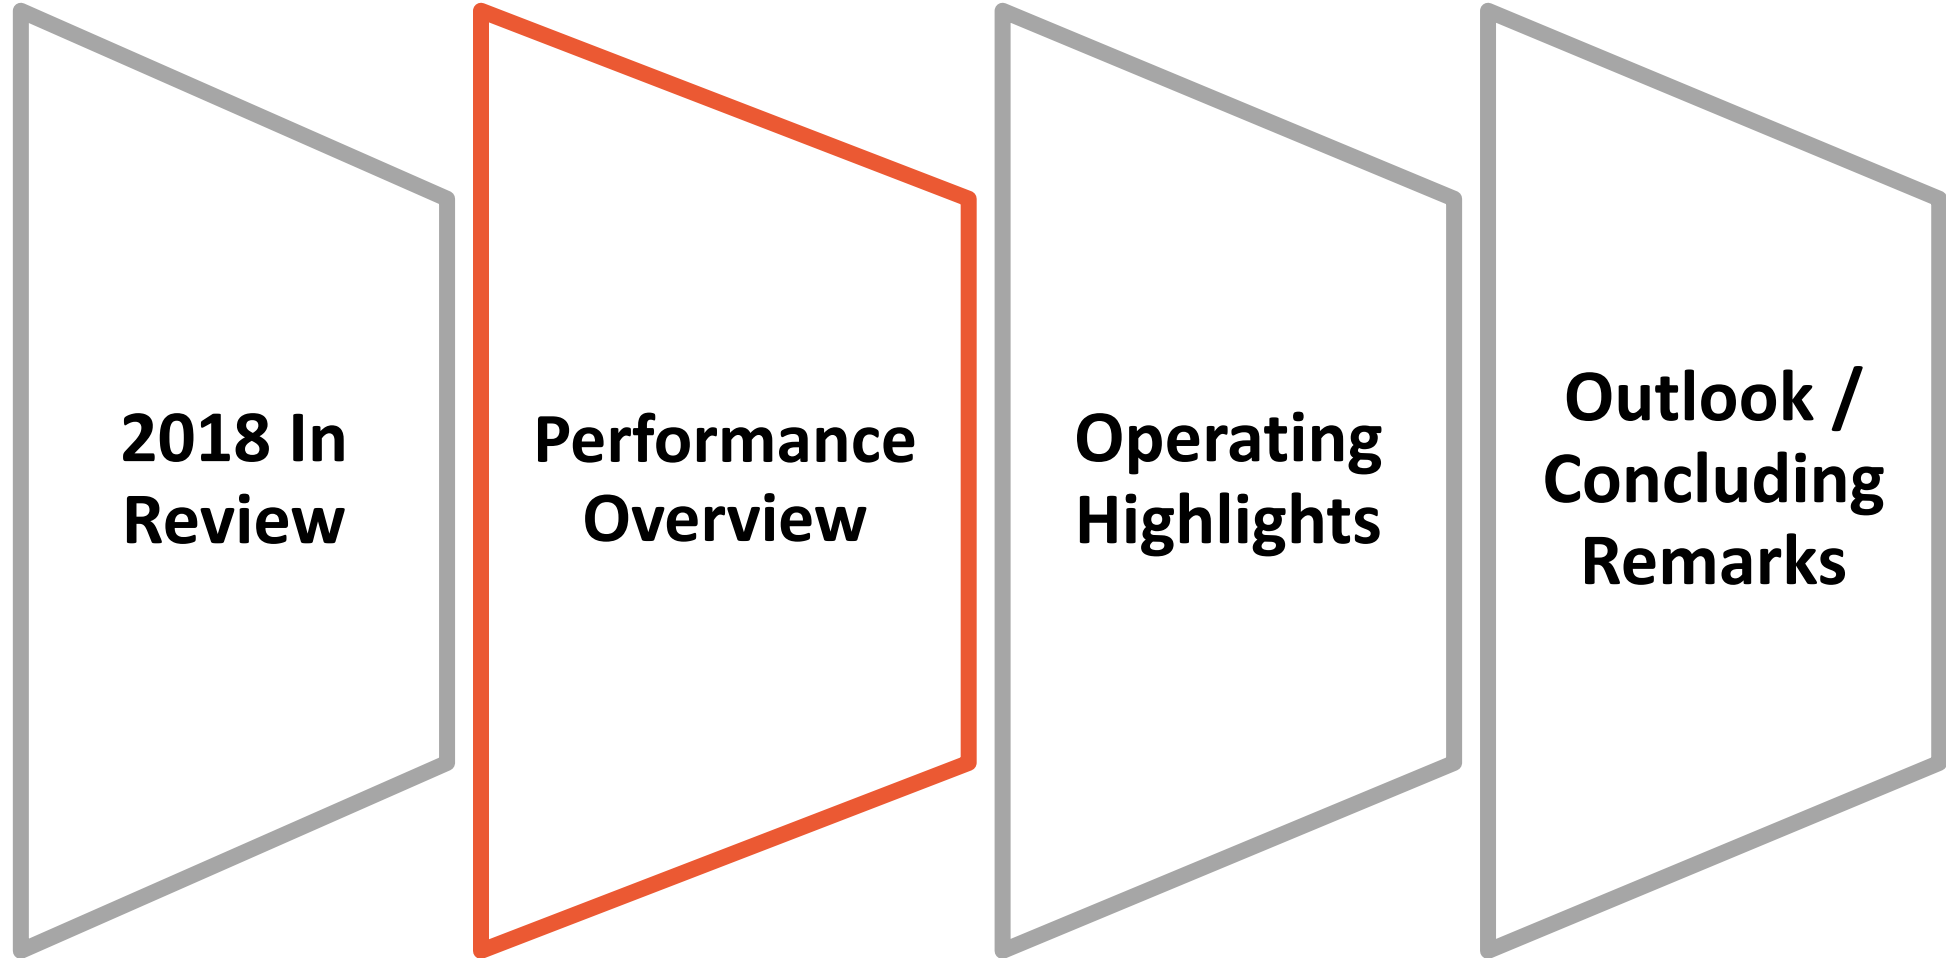 2018 In
Review
Performance
Overview
Operating
Highlights
Outlook /
Concluding
Remarks